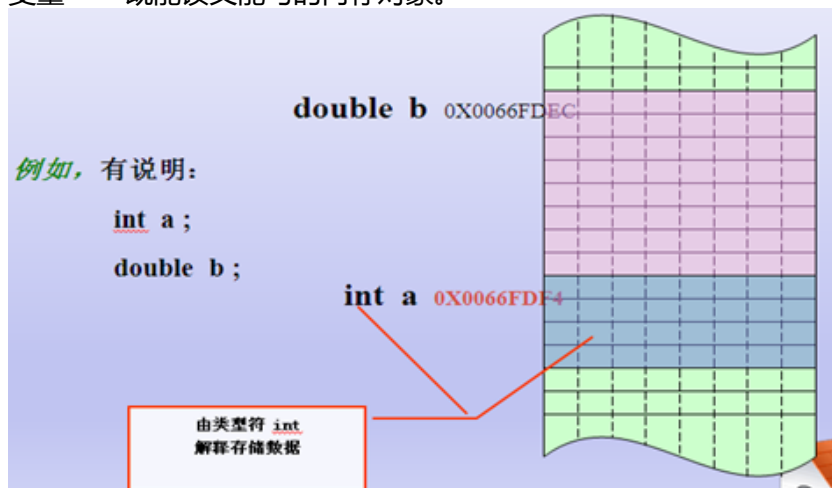 double b 0X0066FDEC
例如，有说明：
int a ;
double b ;
int a 0X0066FDF4
由类型符 int
解释存储数据